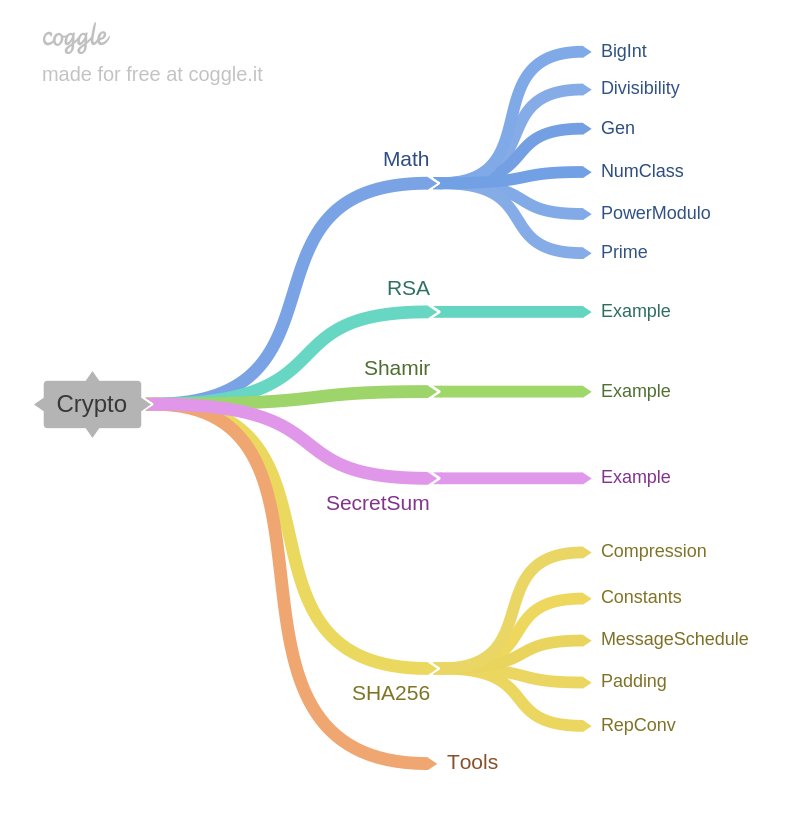 coggle
made for free at coggle.it
Crypto
Math
BigInt
Divisibility
Gen
NumClass
PowerModulo
Prime
RSA
Example
Shamir
Example
SecretSum
Example
SHA256
Compression
Constants
MessageSchedule
Padding
RepConv
Tools